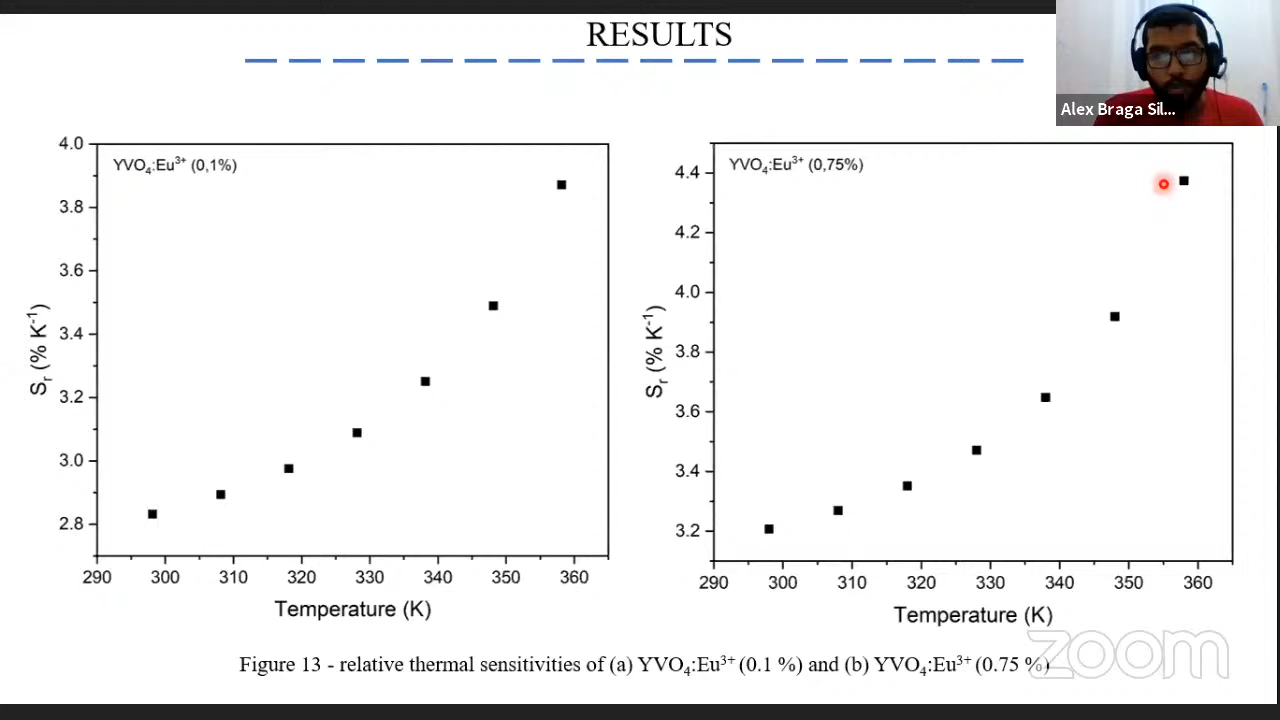 RESULTS
Alex Braga Sil...
YVO₄:Eu³⁺ (0,1%)
4.0
3.8
3.6
3.4
3.2
3.0
2.8
Sᵣ (% K⁻¹)
290 300 310 320 330 340 350 360
Temperature (K)
YVO₄:Eu³⁺ (0,75%)
4.4
4.2
4.0
3.8
3.6
3.4
3.2
Sᵣ (% K⁻¹)
290 300 310 320 330 340 350 360
Temperature (K)
Figure 13 - relative thermal sensitivities of (a) YVO₄:Eu³⁺ (0.1 %) and (b) YVO₄:Eu³⁺ (0.75 %)
zoom